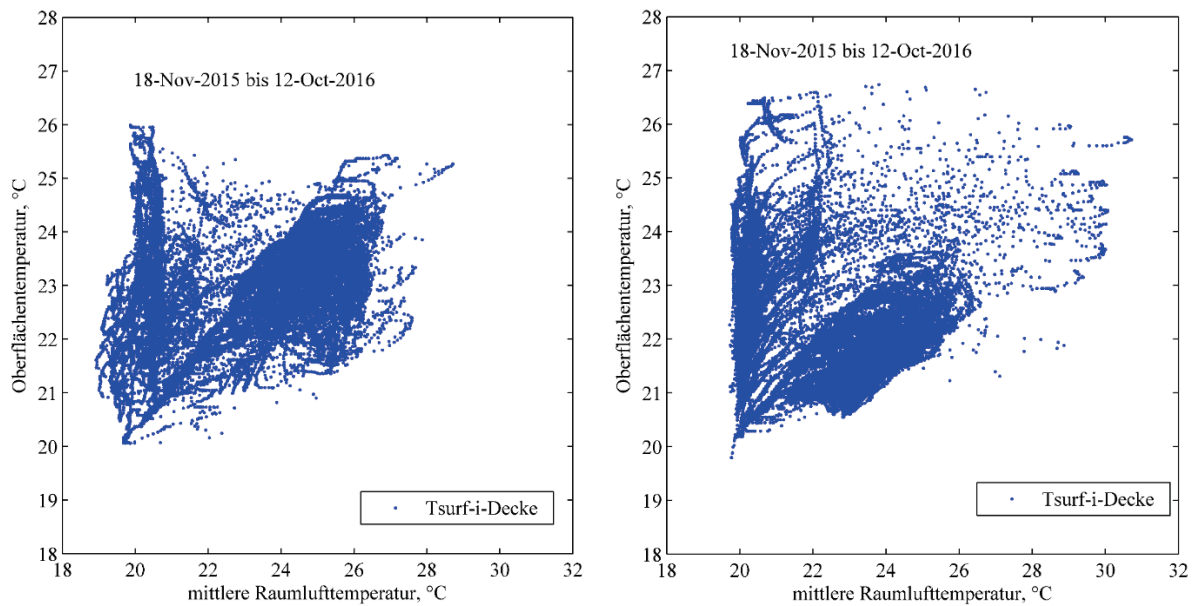 28
27
26
25
24
23
22
21
20
19
18
18-Nov-2015 bis 12-Oct-2016
Oberflächentemperatur, °C
Tsurf-i-Decke
18 20 22 24 26 28 30 32
mittlere Raumlufttemperatur, °C
28
27
26
25
24
23
22
21
20
19
18
18-Nov-2015 bis 12-Oct-2016
Oberflächentemperatur, °C
Tsurf-i-Decke
18 20 22 24 26 28 30 32
mittlere Raumlufttemperatur, °C